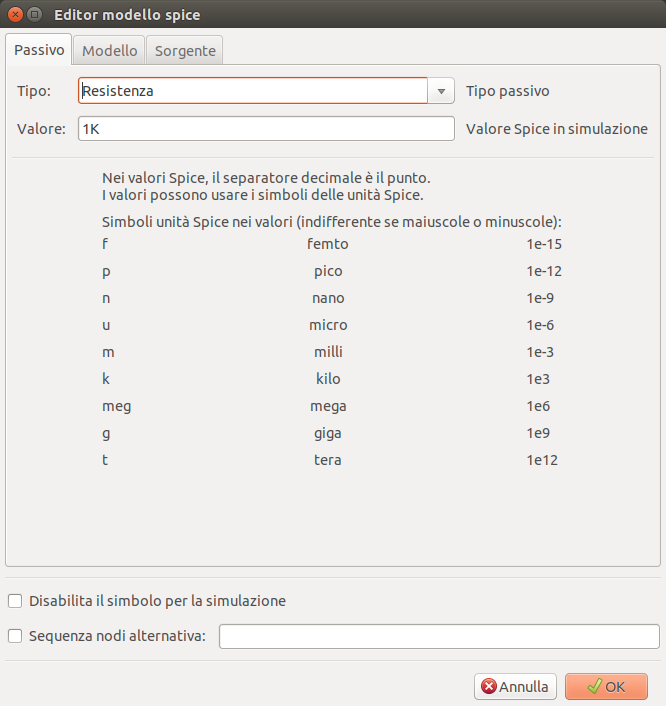 Editor modello spice
Passivo Modello Sorgente
Tipo: Resistenza Tipo passivo
Valore: 1K Valore Spice in simulazione
Nei valori Spice, il separatore decimale è il punto.
I valori possono usare i simboli delle unità Spice.
Simboli unità Spice nei valori (indifferente se maiuscole o minuscole):
f femto 1e-15
p pico 1e-12
n nano 1e-9
u micro 1e-6
m milli 1e-3
k kilo 1e3
meg mega 1e6
g giga 1e9
t tera 1e12
Disabilita il simbolo per la simulazione
Sequenza nodi alternativa:
Annulla OK